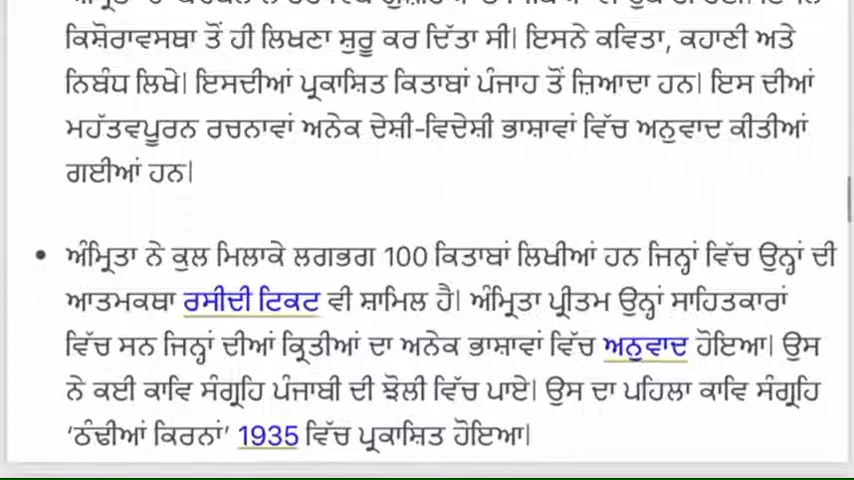 ਕਿਸ਼ੋਰਾਵਸਥਾ ਤੋਂ ਹੀ ਲਿਖਣਾ ਸ਼ੁਰੂ ਕਰ ਦਿੱਤਾ ਸੀ। ਇਸਨੇ ਕਵਿਤਾ, ਕਹਾਣੀ ਅਤੇ
ਨਿਬੰਧ ਲਿਖੇ। ਇਸਦੀਆਂ ਪ੍ਰਕਾਸ਼ਿਤ ਕਿਤਾਬਾਂ ਪੰਜਾਹ ਤੋਂ ਜ਼ਿਆਦਾ ਹਨ। ਇਸ ਦੀਆਂ
ਮਹੱਤਵਪੂਰਨ ਰਚਨਾਵਾਂ ਅਨੇਕ ਦੇਸ਼ੀ-ਵਿਦੇਸ਼ੀ ਭਾਸ਼ਾਵਾਂ ਵਿੱਚ ਅਨੁਵਾਦ ਕੀਤੀਆਂ
ਗਈਆਂ ਹਨ।
• ਅੰਮ੍ਰਿਤਾ ਨੇ ਕੁਲ ਮਿਲਾਕੇ ਲਗਭਗ 100 ਕਿਤਾਬਾਂ ਲਿਖੀਆਂ ਹਨ ਜਿਨ੍ਹਾਂ ਵਿੱਚ ਉਨ੍ਹਾਂ ਦੀ
ਆਤਮਕਥਾ ਰਸੀਦੀ ਟਿਕਟ ਵੀ ਸ਼ਾਮਿਲ ਹੈ। ਅੰਮ੍ਰਿਤਾ ਪ੍ਰੀਤਮ ਉਨ੍ਹਾਂ ਸਾਹਿਤਕਾਰਾਂ
ਵਿੱਚ ਸਨ ਜਿਨ੍ਹਾਂ ਦੀਆਂ ਕ੍ਰਿਤੀਆਂ ਦਾ ਅਨੇਕ ਭਾਸ਼ਾਵਾਂ ਵਿੱਚ ਅਨੁਵਾਦ ਹੋਇਆ। ਉਸ
ਨੇ ਕਈ ਕਾਵਿ ਸੰਗ੍ਰਹਿ ਪੰਜਾਬੀ ਦੀ ਝੋਲੀ ਵਿੱਚ ਪਾਏ। ਉਸ ਦਾ ਪਹਿਲਾ ਕਾਵਿ ਸੰਗ੍ਰਹਿ
‘ਠੰਢੀਆਂ ਕਿਰਨਾਂ’ 1935 ਵਿੱਚ ਪ੍ਰਕਾਸ਼ਿਤ ਹੋਇਆ।